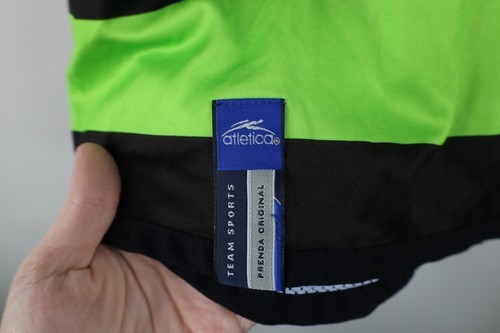 atletica
TEAM SPORTS
PRENDA ORIGINAL